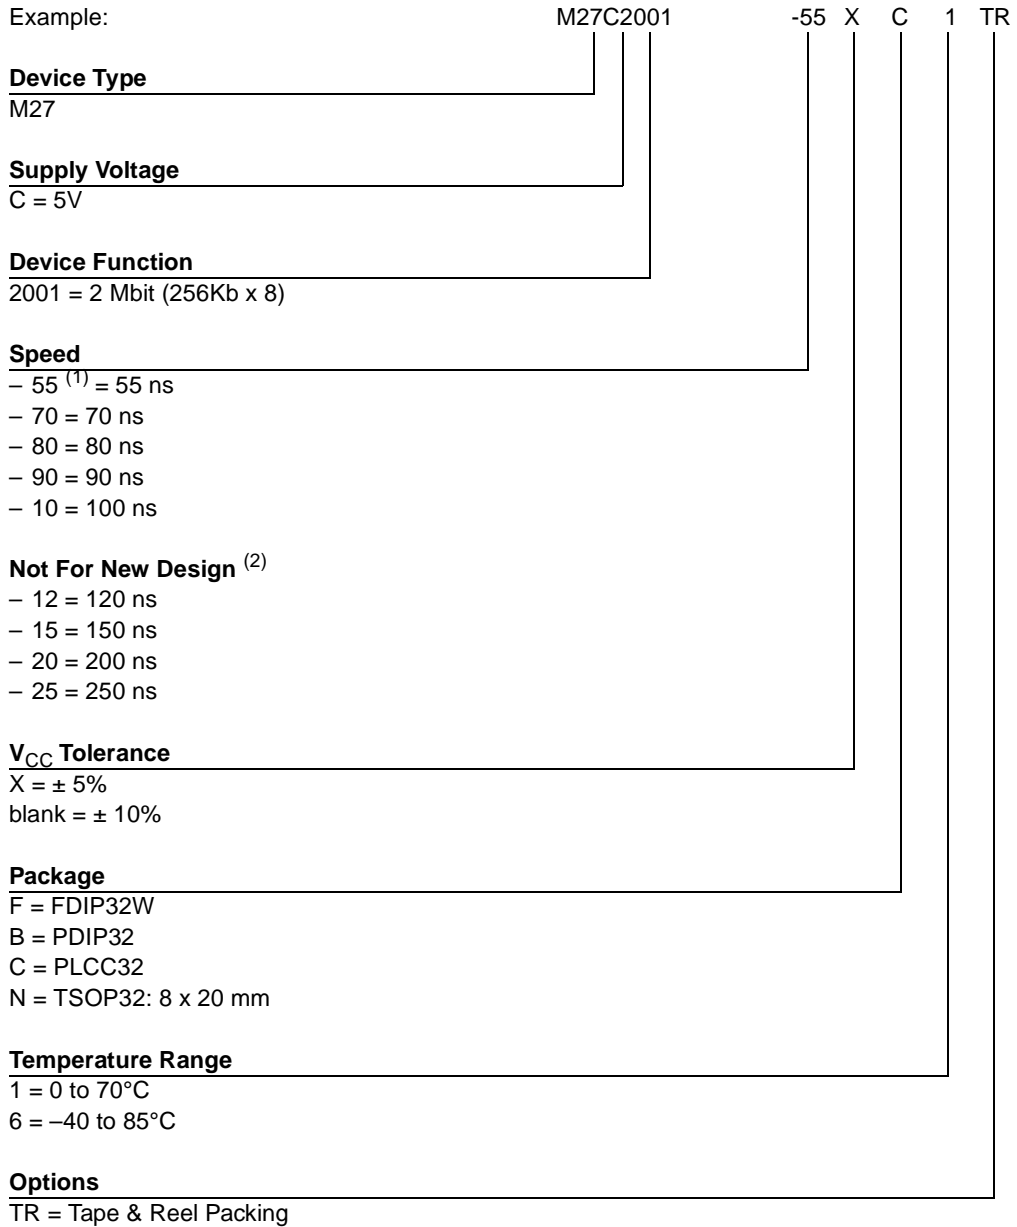 Example: M27C2001 -55 X C 1 TR
Device Type
M27
Supply Voltage
C = 5V
Device Function
2001 = 2 Mbit (256Kb x 8)
Speed
– 55 (1) = 55 ns
– 70 = 70 ns
– 80 = 80 ns
– 90 = 90 ns
– 10 = 100 ns
Not For New Design (2)
– 12 = 120 ns
– 15 = 150 ns
– 20 = 200 ns
– 25 = 250 ns
VCC Tolerance
X = ± 5%
blank = ± 10%
Package
F = FDIP32W
B = PDIP32
C = PLCC32
N = TSOP32: 8 x 20 mm
Temperature Range
1 = 0 to 70°C
6 = –40 to 85°C
Options
TR = Tape & Reel Packing